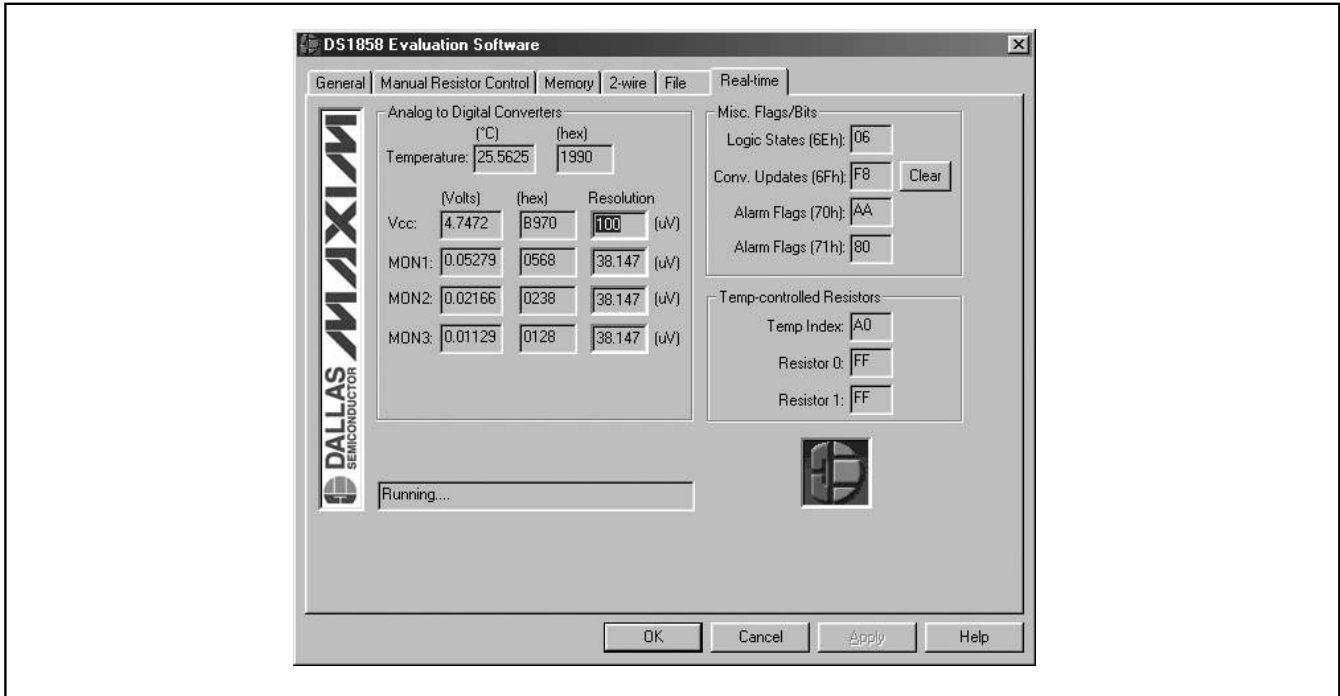 DS1858 Evaluation Software
General Manual Resistor Control Memory 2-wire File Real-time
DALLAS SEMICONDUCTOR MAXIM
Analog to Digital Converters
(°C) (hex)
Temperature: 25.5625 1990
(Volts) (hex) Resolution
Vcc: 4.7472 B970 100 (uV)
MON1: 0.05279 0568 38.147 (uV)
MON2: 0.02166 0238 38.147 (uV)
MON3: 0.01129 0128 38.147 (uV)
Misc. Flags/Bits
Logic States (6Eh): 06
Conv. Updates (6Fh): F8 Clear
Alarm Flags (70h): AA
Alarm Flags (71h): 80
Temp-controlled Resistors
Temp Index: A0
Resistor 0: FF
Resistor 1: FF
Running....
OK Cancel Apply Help